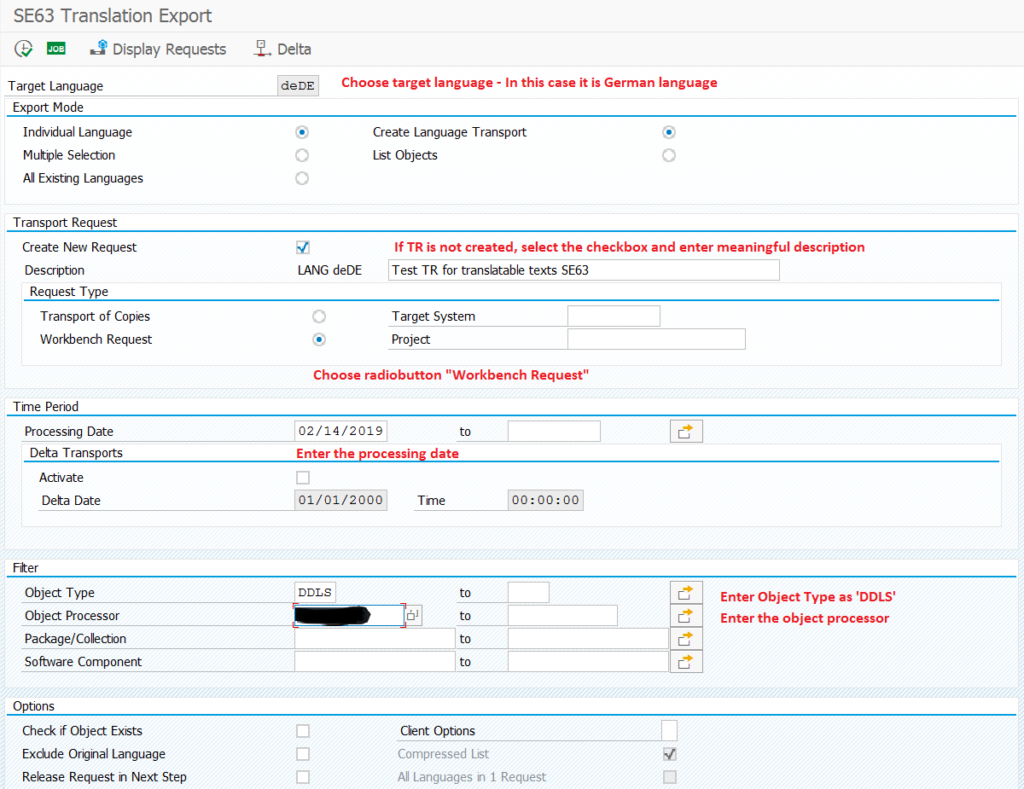 SE63 Translation Export
JOB Display Requests Delta
Target Language deDE Choose target language - In this case it is German language
Export Mode
Individual Language Create Language Transport
Multiple Selection List Objects
All Existing Languages
Transport Request
Create New Request If TR is not created, select the checkbox and enter meaningful description
Description LANG deDE Test TR for translatable texts SE63
Request Type
Transport of Copies Target System
Workbench Request Project
Choose radiobutton "Workbench Request"
Time Period
Processing Date 02/14/2019 to
Delta Transports Enter the processing date
Activate
Delta Date 01/01/2000 Time 00:00:00
Filter
Object Type DDLS to Enter Object Type as 'DDLS'
Object Processor to Enter the object processor
Package/Collection to
Software Component to
Options
Check if Object Exists Client Options
Exclude Original Language Compressed List
Release Request in Next Step All Languages in 1 Request